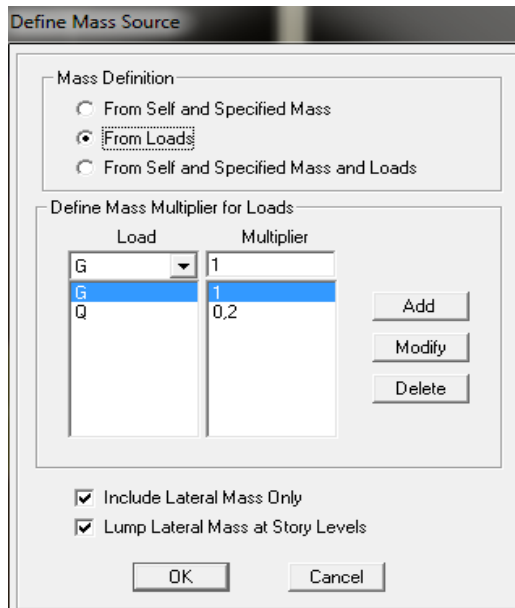 Define Mass Source
Mass Definition
From Self and Specified Mass
From Loads
From Self and Specified Mass and Loads
Define Mass Multiplier for Loads
Load Multiplier
G 1
G 1
Q 0,2
Add
Modify
Delete
Include Lateral Mass Only
Lump Lateral Mass at Story Levels
OK Cancel